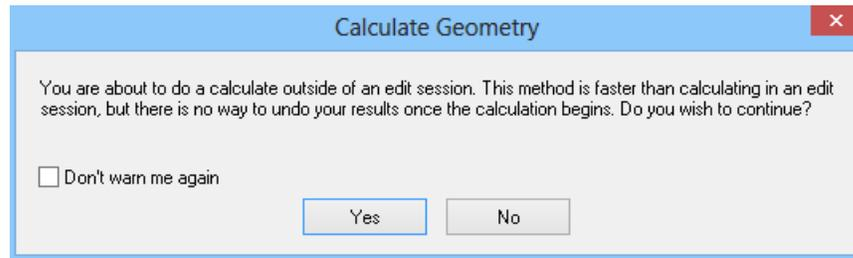 Calculate Geometry
You are about to do a calculate outside of an edit session. This method is faster than calculating in an edit
session, but there is no way to undo your results once the calculation begins. Do you wish to continue?
Don't warn me again
Yes No